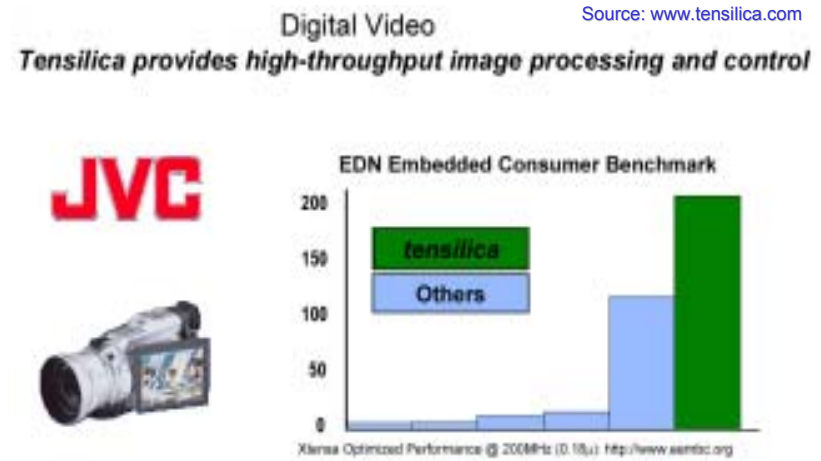 Source: www.tensilica.com
Digital Video
Tensilica provides high-throughput image processing and control
JVC
EDN Embedded Consumer Benchmark
200
150
100
50
0
tensilica
Others
Xtensa Optimized Performance @ 200MHz (0.18µ) http://www.eembc.org